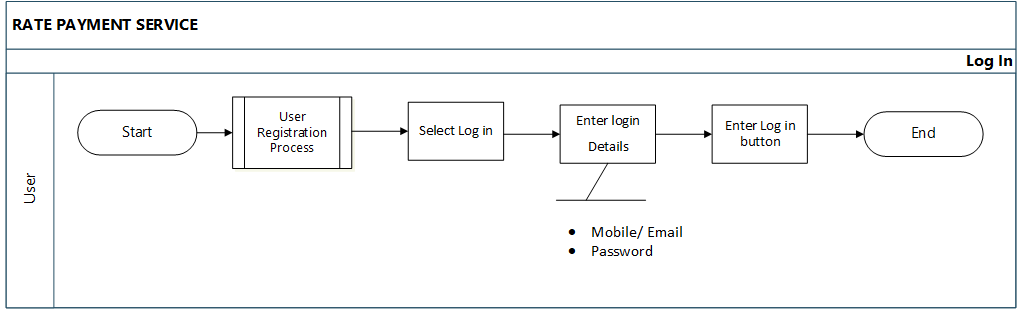 RATE PAYMENT SERVICE
Log In
User
Start
User
Registration
Process
Select Log in
Enter login
Details
Enter Log in
button
End
● Mobile/ Email
● Password